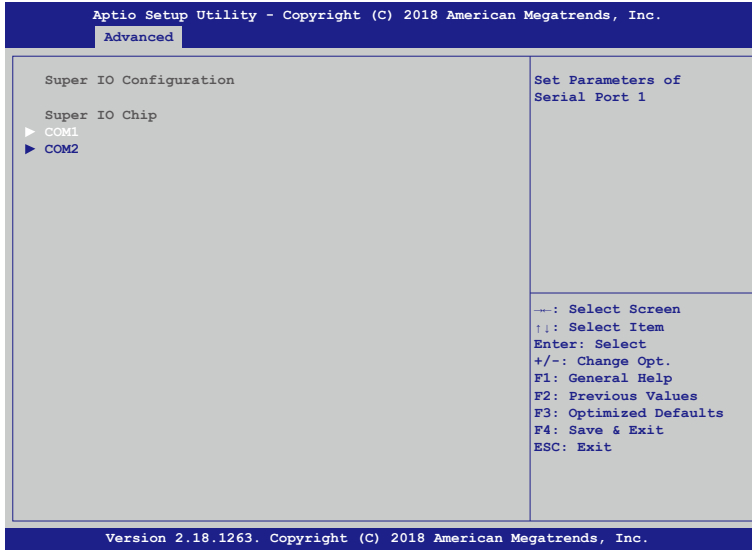 Aptio Setup Utility - Copyright (C) 2018 American Megatrends, Inc.
Advanced
Super IO Configuration
Super IO Chip
▶ COM1
▶ COM2
Set Parameters of
Serial Port 1
→←: Select Screen
↑↓: Select Item
Enter: Select
+/-: Change Opt.
F1: General Help
F2: Previous Values
F3: Optimized Defaults
F4: Save & Exit
ESC: Exit
Version 2.18.1263. Copyright (C) 2018 American Megatrends, Inc.